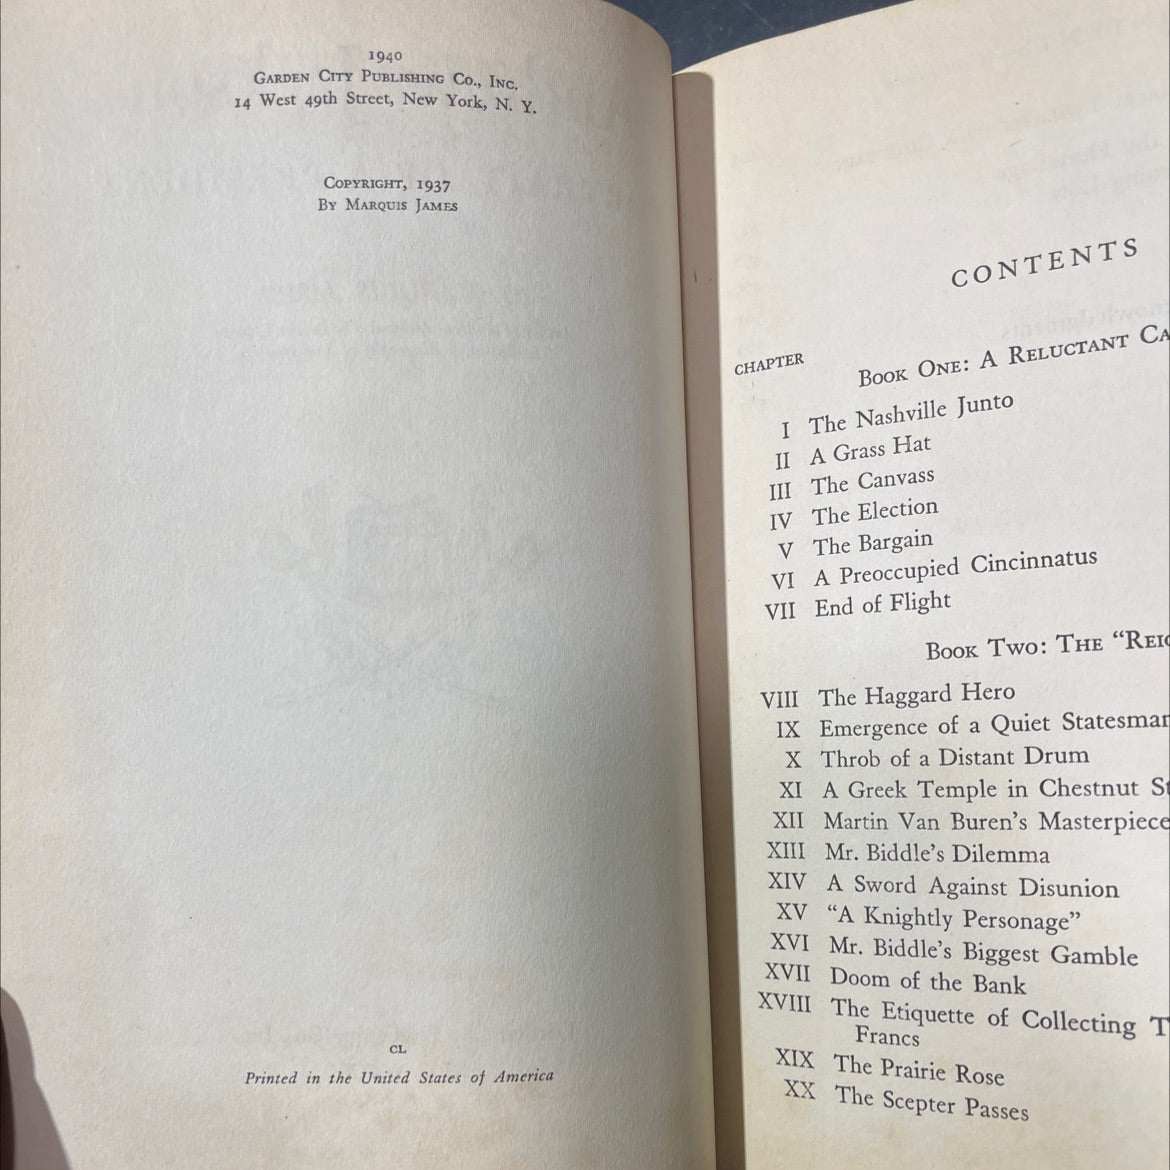 1940
Garden City Publishing Co., Inc.
14 West 49th Street, New York, N. Y.
Copyright, 1937
By Marquis James
CL
Printed in the United States of America
CONTENTS
CHAPTER
Book One: A Reluctant Ca
I The Nashville Junto
II A Grass Hat
III The Canvass
IV The Election
V The Bargain
VI A Preoccupied Cincinnatus
VII End of Flight
Book Two: The "Reig
VIII The Haggard Hero
IX Emergence of a Quiet Statesman
X Throb of a Distant Drum
XI A Greek Temple in Chestnut St
XII Martin Van Buren's Masterpiece
XIII Mr. Biddle's Dilemma
XIV A Sword Against Disunion
XV "A Knightly Personage"
XVI Mr. Biddle's Biggest Gamble
XVII Doom of the Bank
XVIII The Etiquette of Collecting T
Francs
XIX The Prairie Rose
XX The Scepter Passes